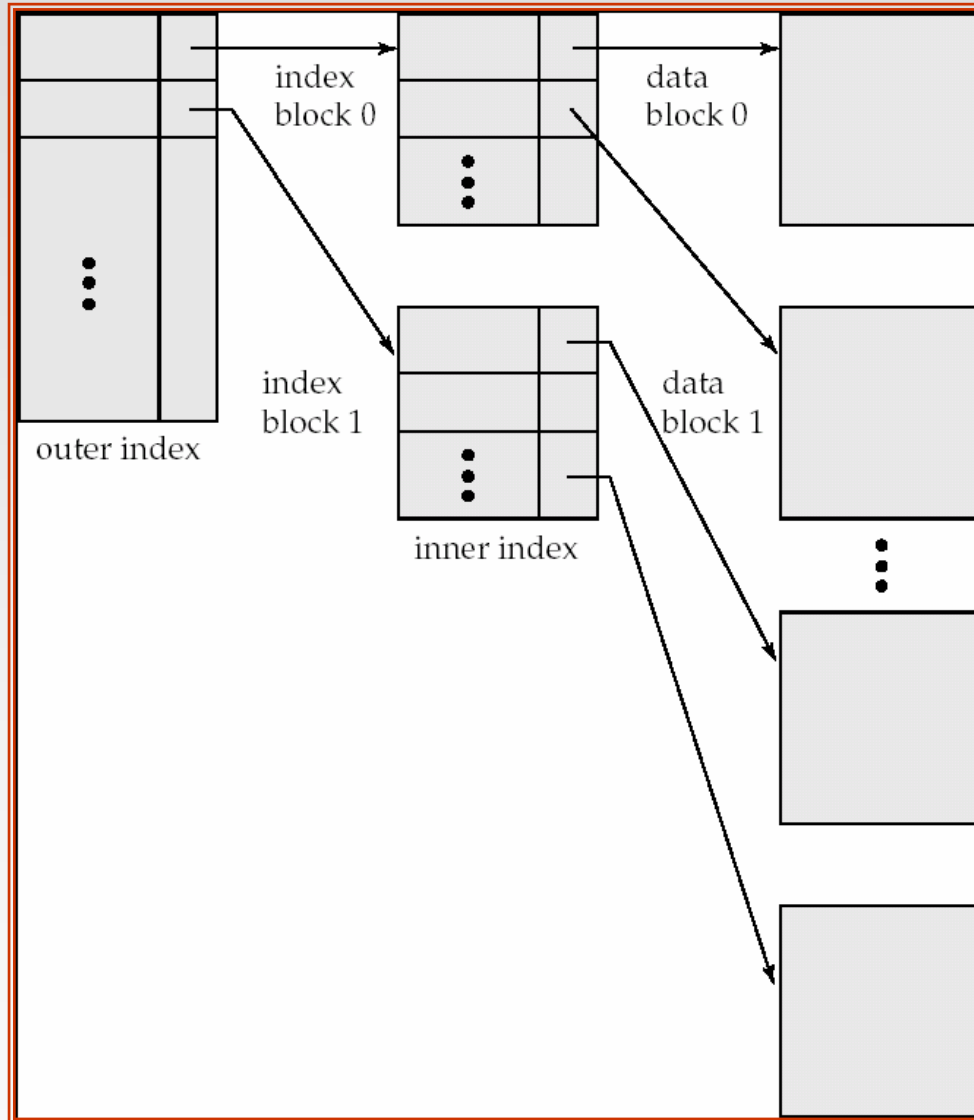 index
block 0
data
block 0
index
block 1
data
block 1
outer index
inner index